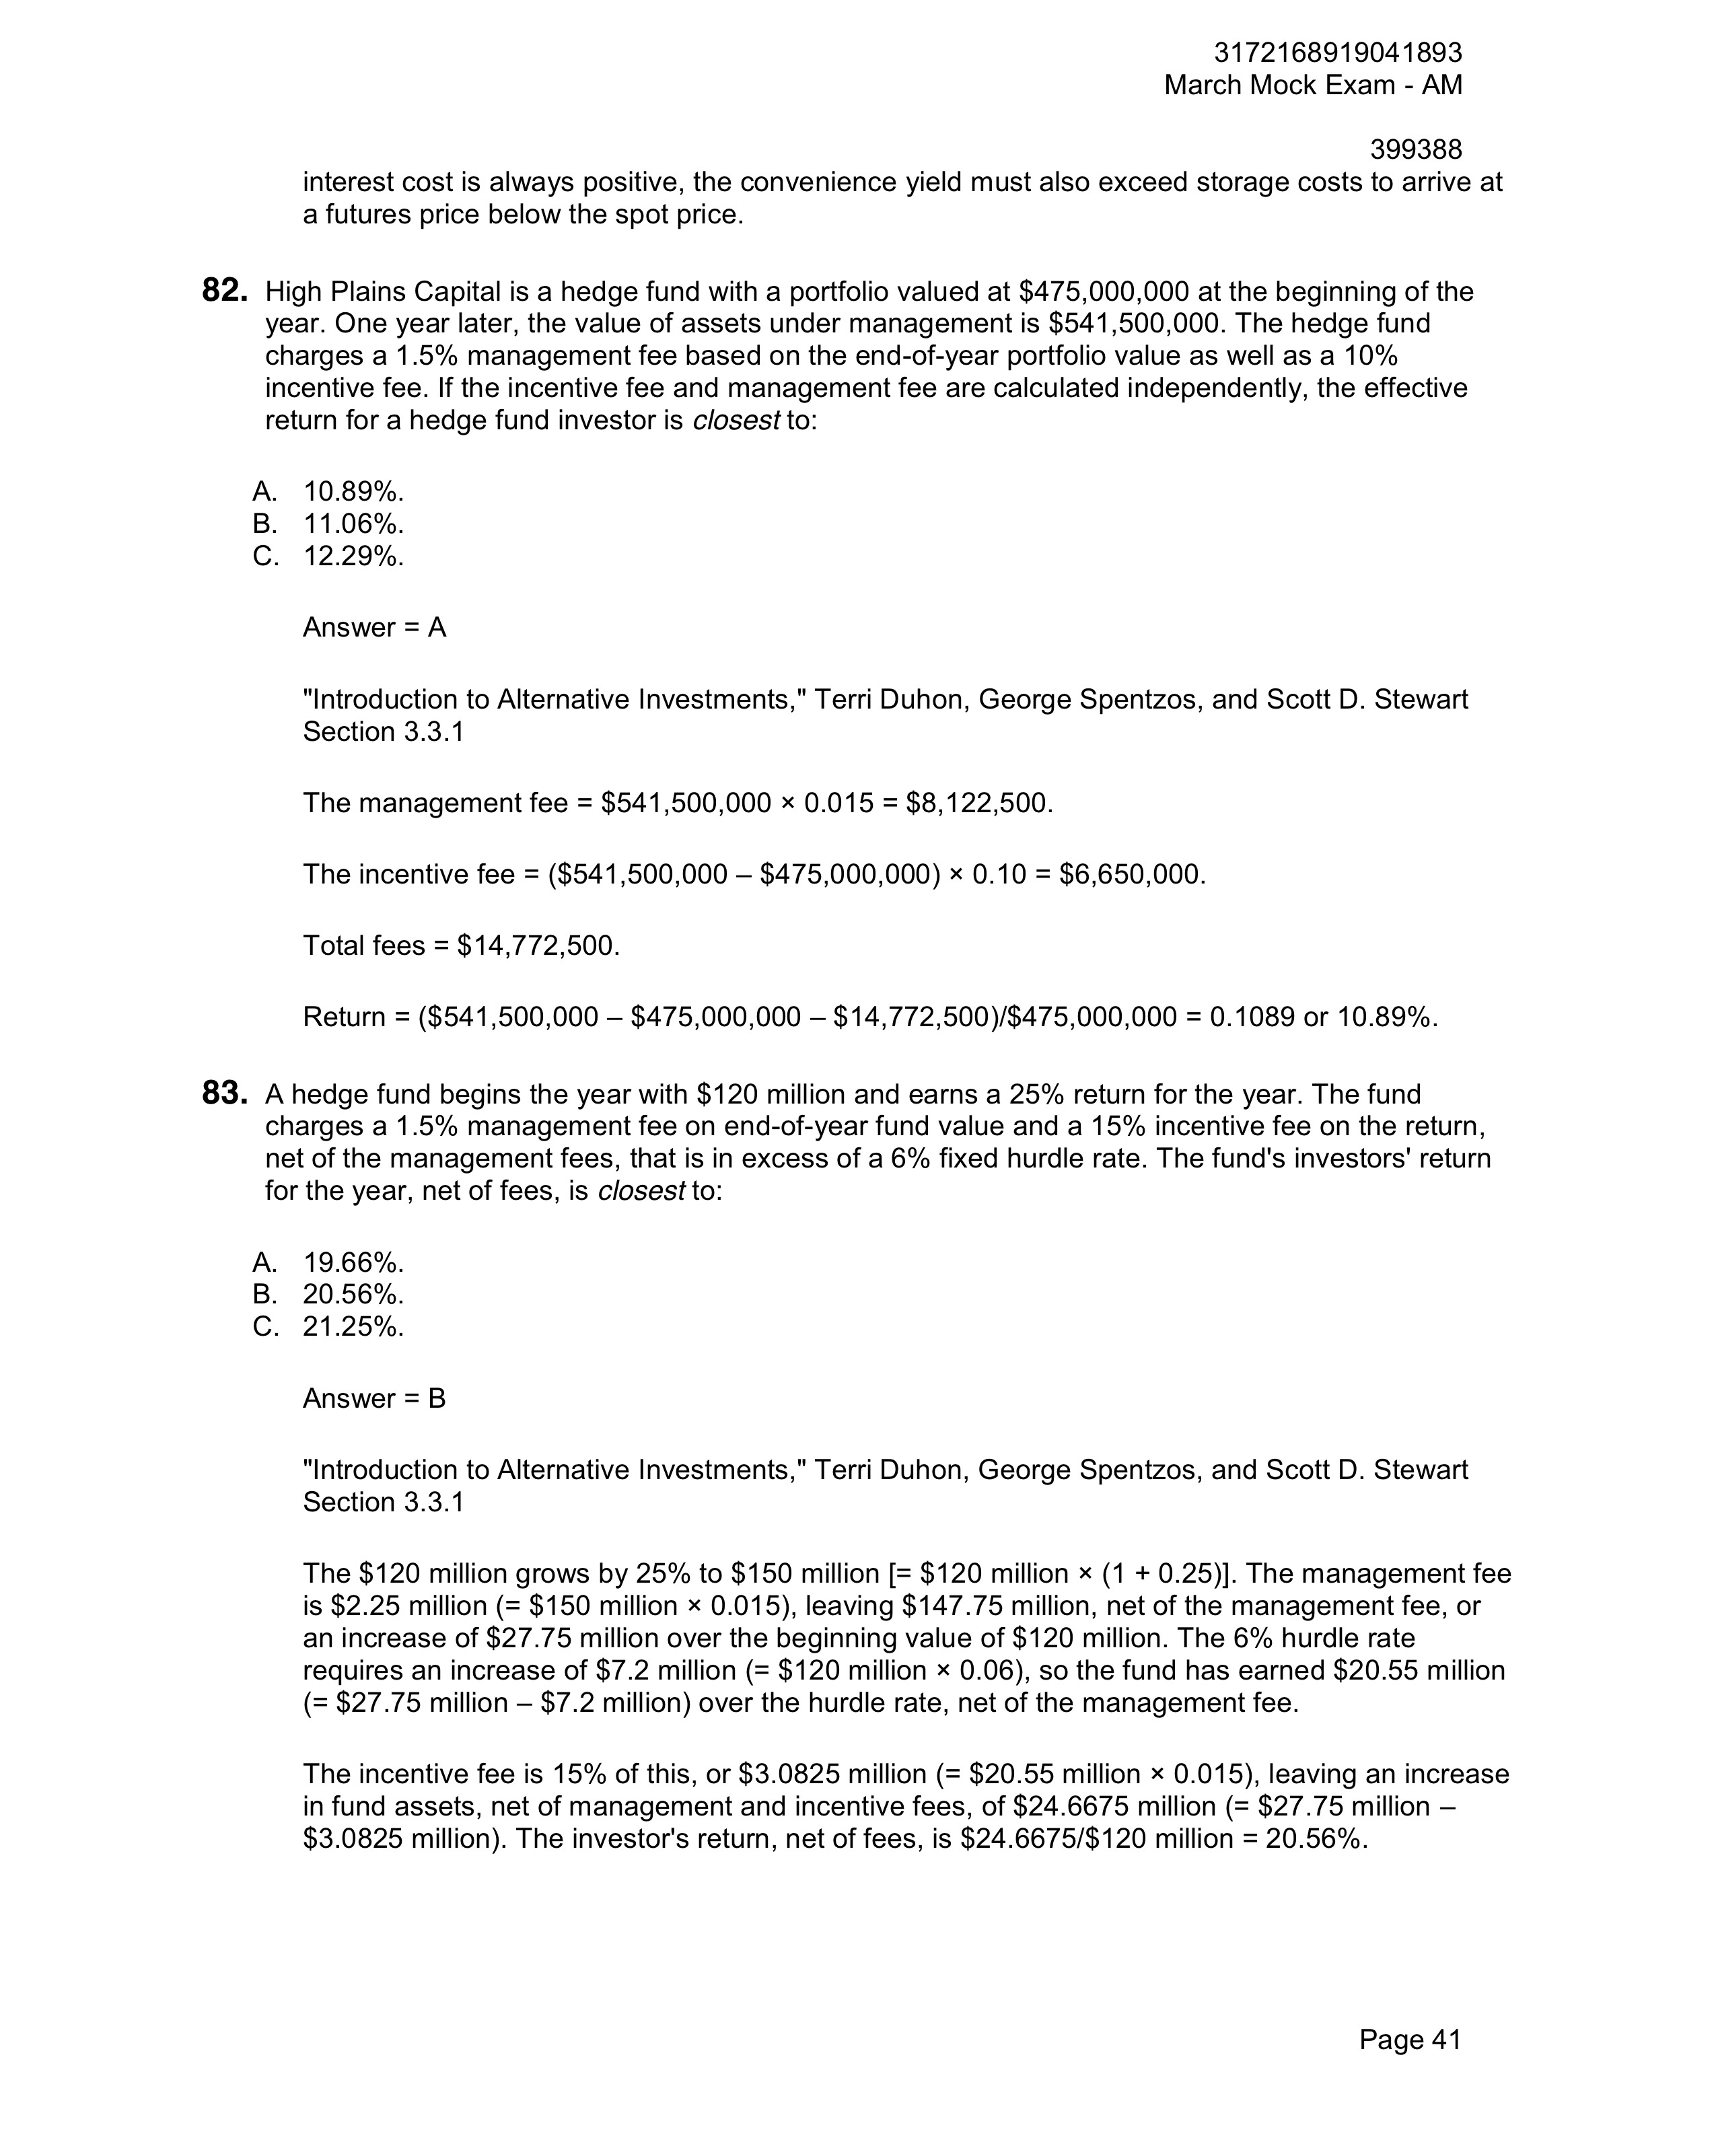 3172168919041893
March Mock Exam - AM
399388
interest cost is always positive, the convenience yield must also exceed storage costs to arrive at
a futures price below the spot price.
82. High Plains Capital is a hedge fund with a portfolio valued at $475,000,000 at the beginning of the
year. One year later, the value of assets under management is $541,500,000. The hedge fund
charges a 1.5% management fee based on the end-of-year portfolio value as well as a 10%
incentive fee. If the incentive fee and management fee are calculated independently, the effective
return for a hedge fund investor is closest to:
A. 10.89%.
B. 11.06%.
C. 12.29%.
Answer = A
"Introduction to Alternative Investments," Terri Duhon, George Spentzos, and Scott D. Stewart
Section 3.3.1
The management fee = $541,500,000 × 0.015 = $8,122,500.
The incentive fee = ($541,500,000 – $475,000,000) × 0.10 = $6,650,000.
Total fees = $14,772,500.
Return = ($541,500,000 – $475,000,000 – $14,772,500)/$475,000,000 = 0.1089 or 10.89%.
83. A hedge fund begins the year with $120 million and earns a 25% return for the year. The fund
charges a 1.5% management fee on end-of-year fund value and a 15% incentive fee on the return,
net of the management fees, that is in excess of a 6% fixed hurdle rate. The fund's investors' return
for the year, net of fees, is closest to:
A. 19.66%.
B. 20.56%.
C. 21.25%.
Answer = B
"Introduction to Alternative Investments," Terri Duhon, George Spentzos, and Scott D. Stewart
Section 3.3.1
The $120 million grows by 25% to $150 million [= $120 million × (1 + 0.25)]. The management fee
is $2.25 million (= $150 million × 0.015), leaving $147.75 million, net of the management fee, or
an increase of $27.75 million over the beginning value of $120 million. The 6% hurdle rate
requires an increase of $7.2 million (= $120 million × 0.06), so the fund has earned $20.55 million
(= $27.75 million – $7.2 million) over the hurdle rate, net of the management fee.
The incentive fee is 15% of this, or $3.0825 million (= $20.55 million × 0.015), leaving an increase
in fund assets, net of management and incentive fees, of $24.6675 million (= $27.75 million –
$3.0825 million). The investor's return, net of fees, is $24.6675/$120 million = 20.56%.
Page 41